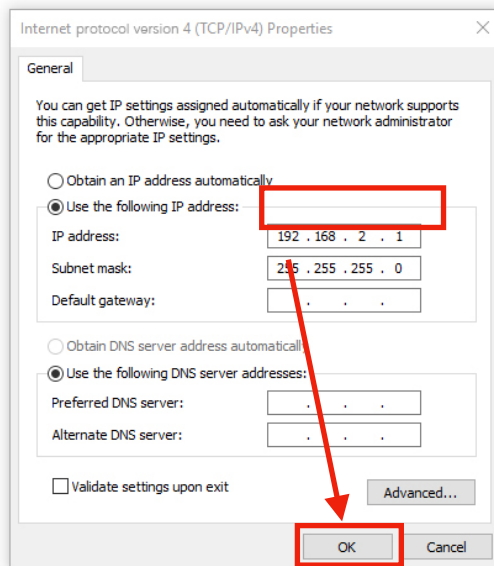 Internet protocol version 4 (TCP/IPv4) Properties
General
You can get IP settings assigned automatically if your network supports
this capability. Otherwise, you need to ask your network administrator
for the appropriate IP settings.
Obtain an IP address automatically
Use the following IP address:
IP address: 192 . 168 . 2 . 1
Subnet mask: 255 . 255 . 255 . 0
Default gateway: . . .
Obtain DNS server address automatically
Use the following DNS server addresses:
Preferred DNS server: . . .
Alternate DNS server: . . .
Validate settings upon exit
Advanced...
OK Cancel